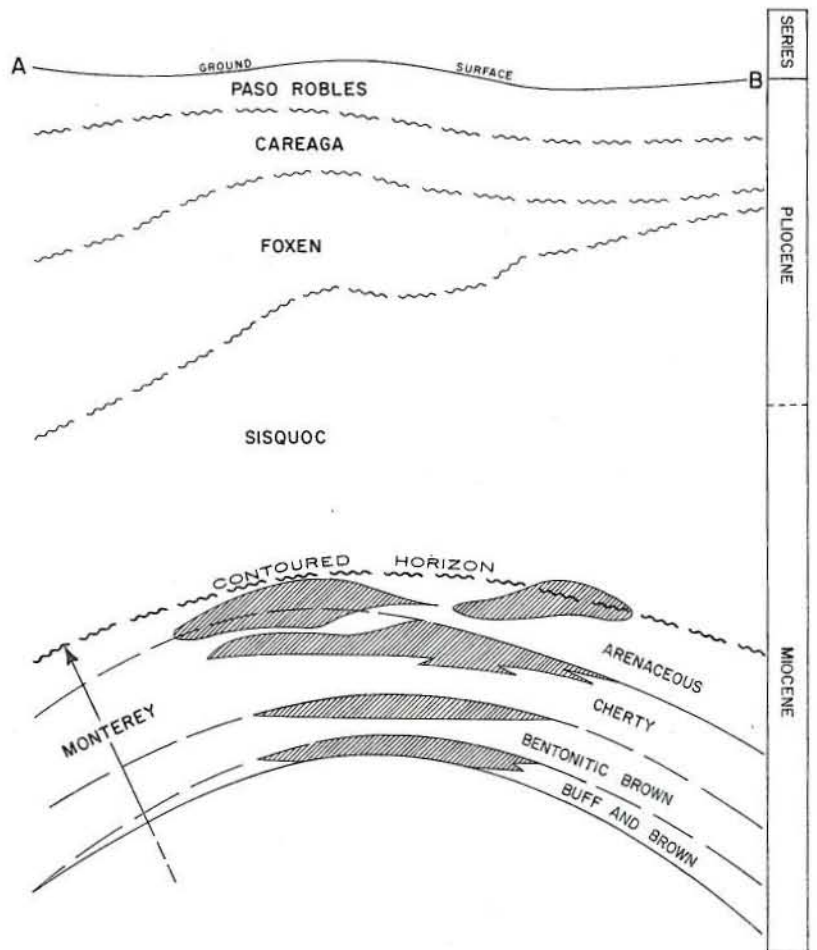 SERIES
A
GROUND SURFACE
B
PASO ROBLES
CAREAGA
PLIOCENE
FOXEN
SISQUOC
CONTOURED HORIZON
MIOCENE
ARENACEOUS
MONTEREY
CHERTY
BENTONITIC BROWN
BUFF AND BROWN